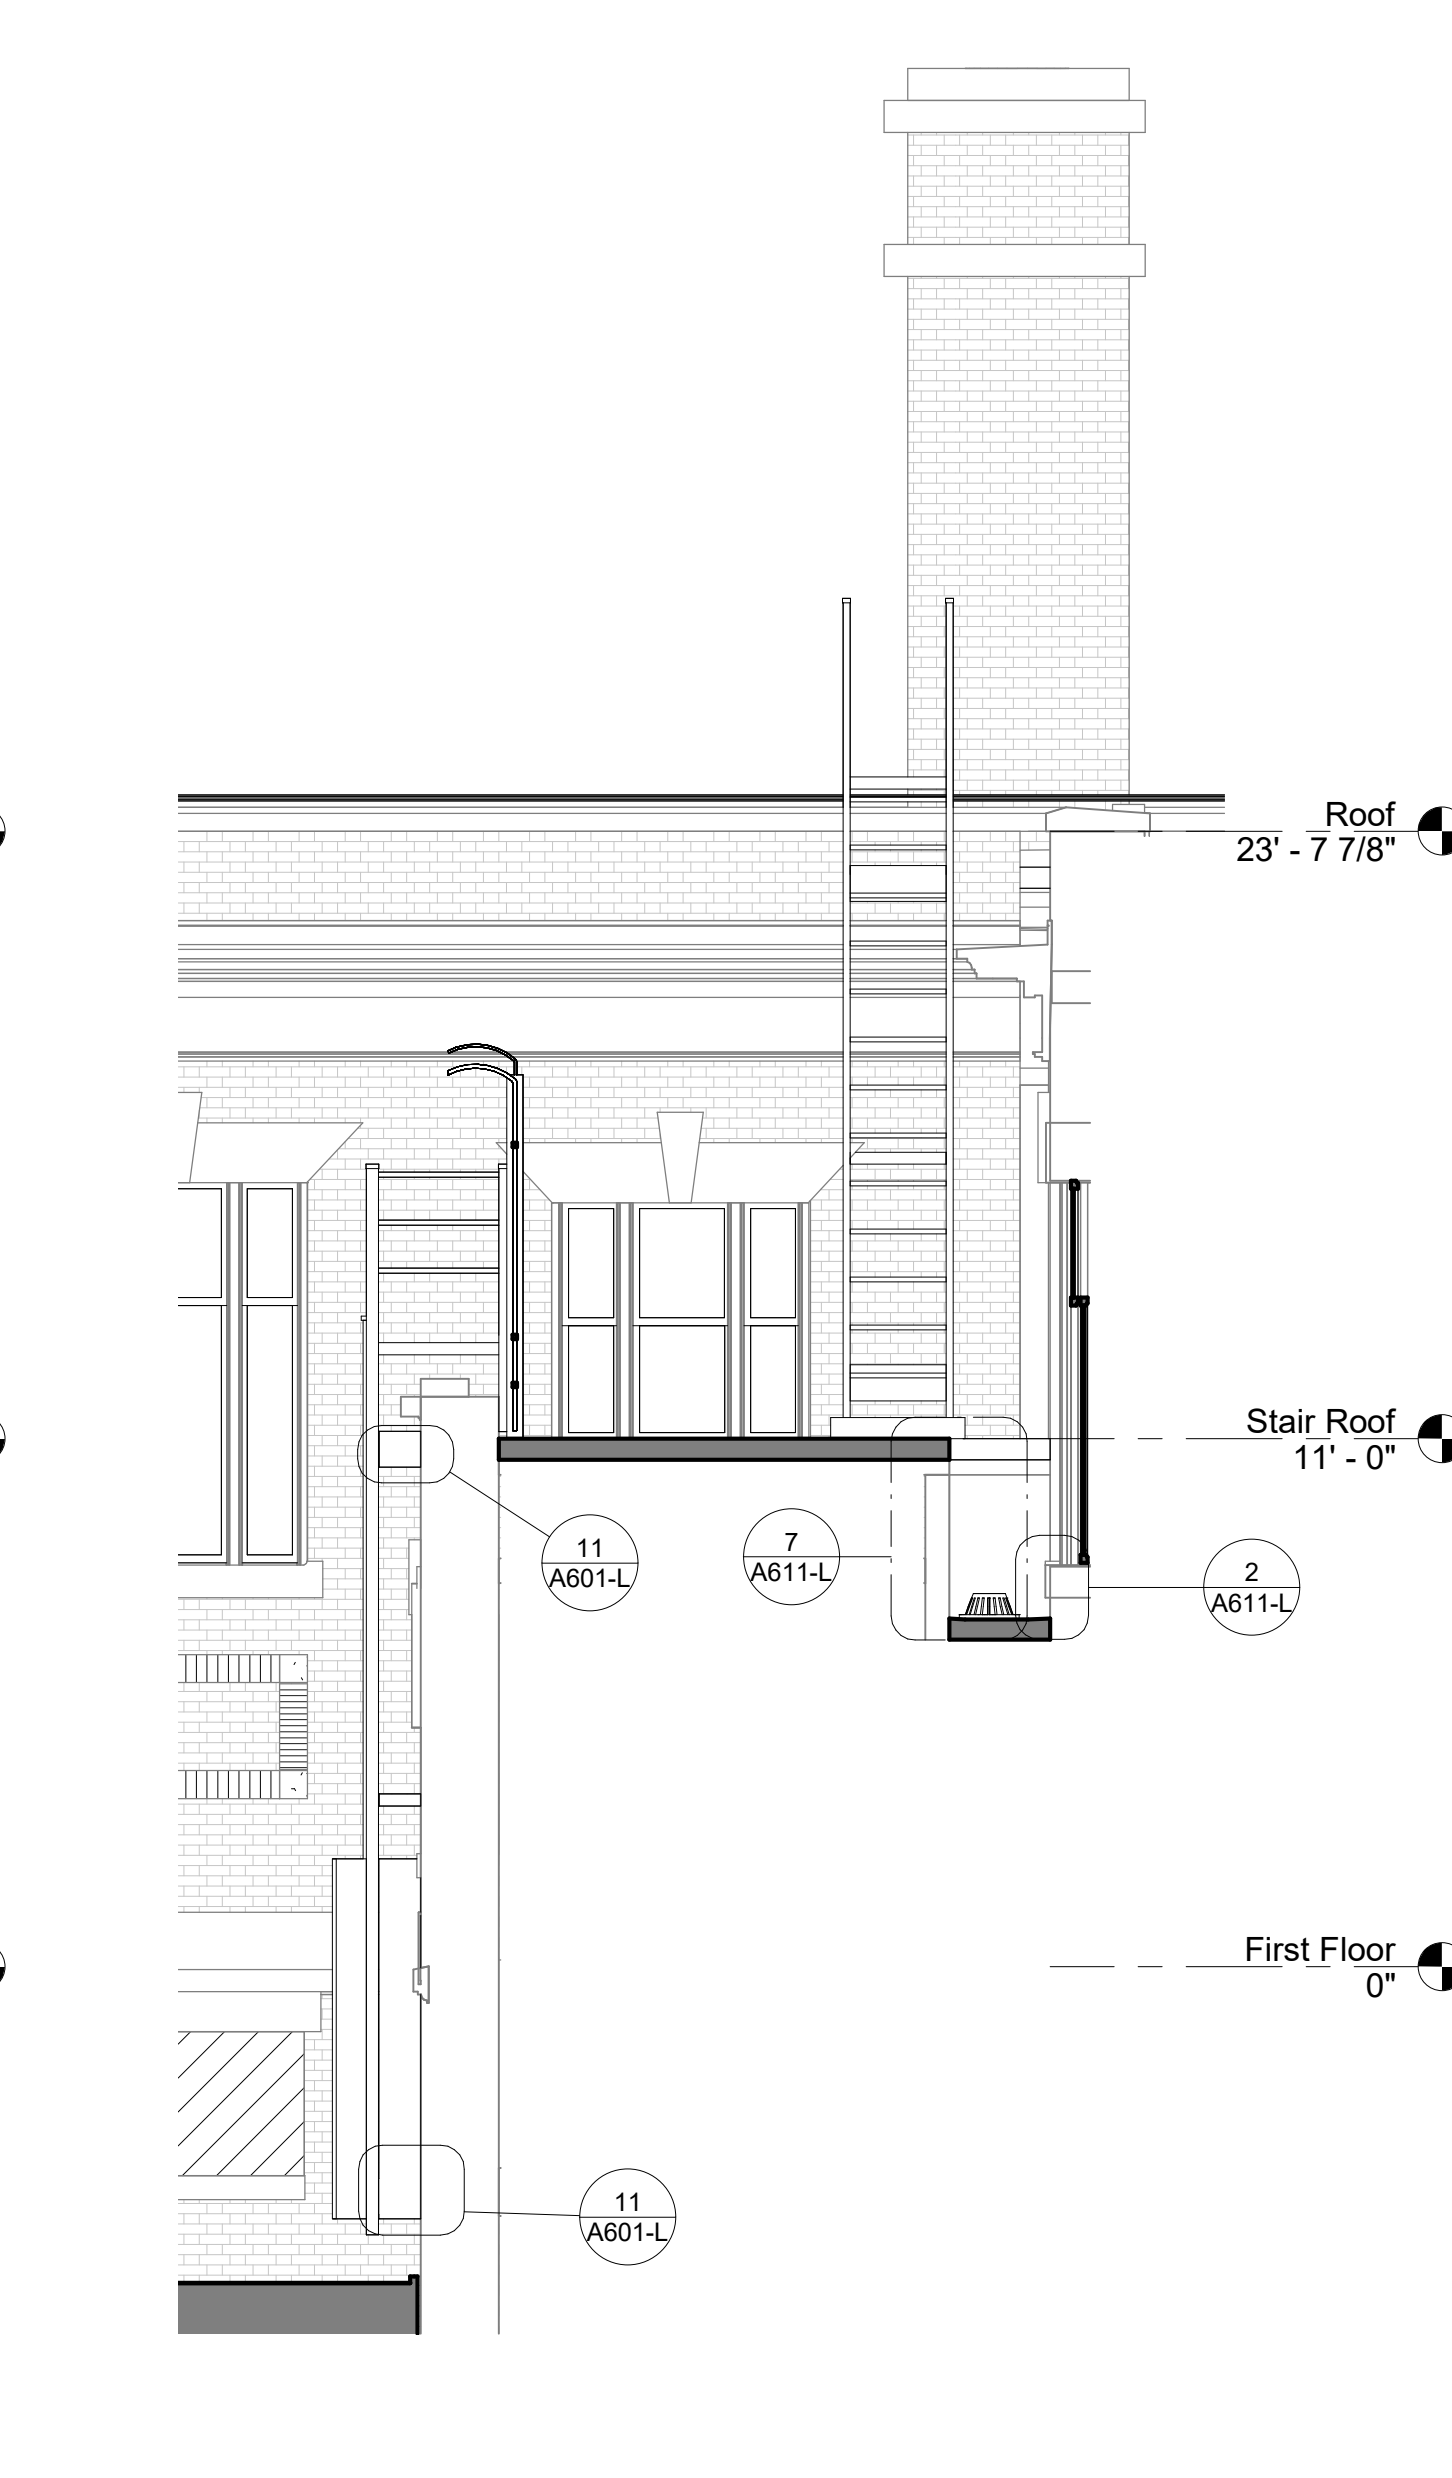 Roof
23' - 7 7/8"
Stair Roof
11' - 0"
11
A601-L
7
A611-L
2
A611-L
First Floor
0"
11
A601-L